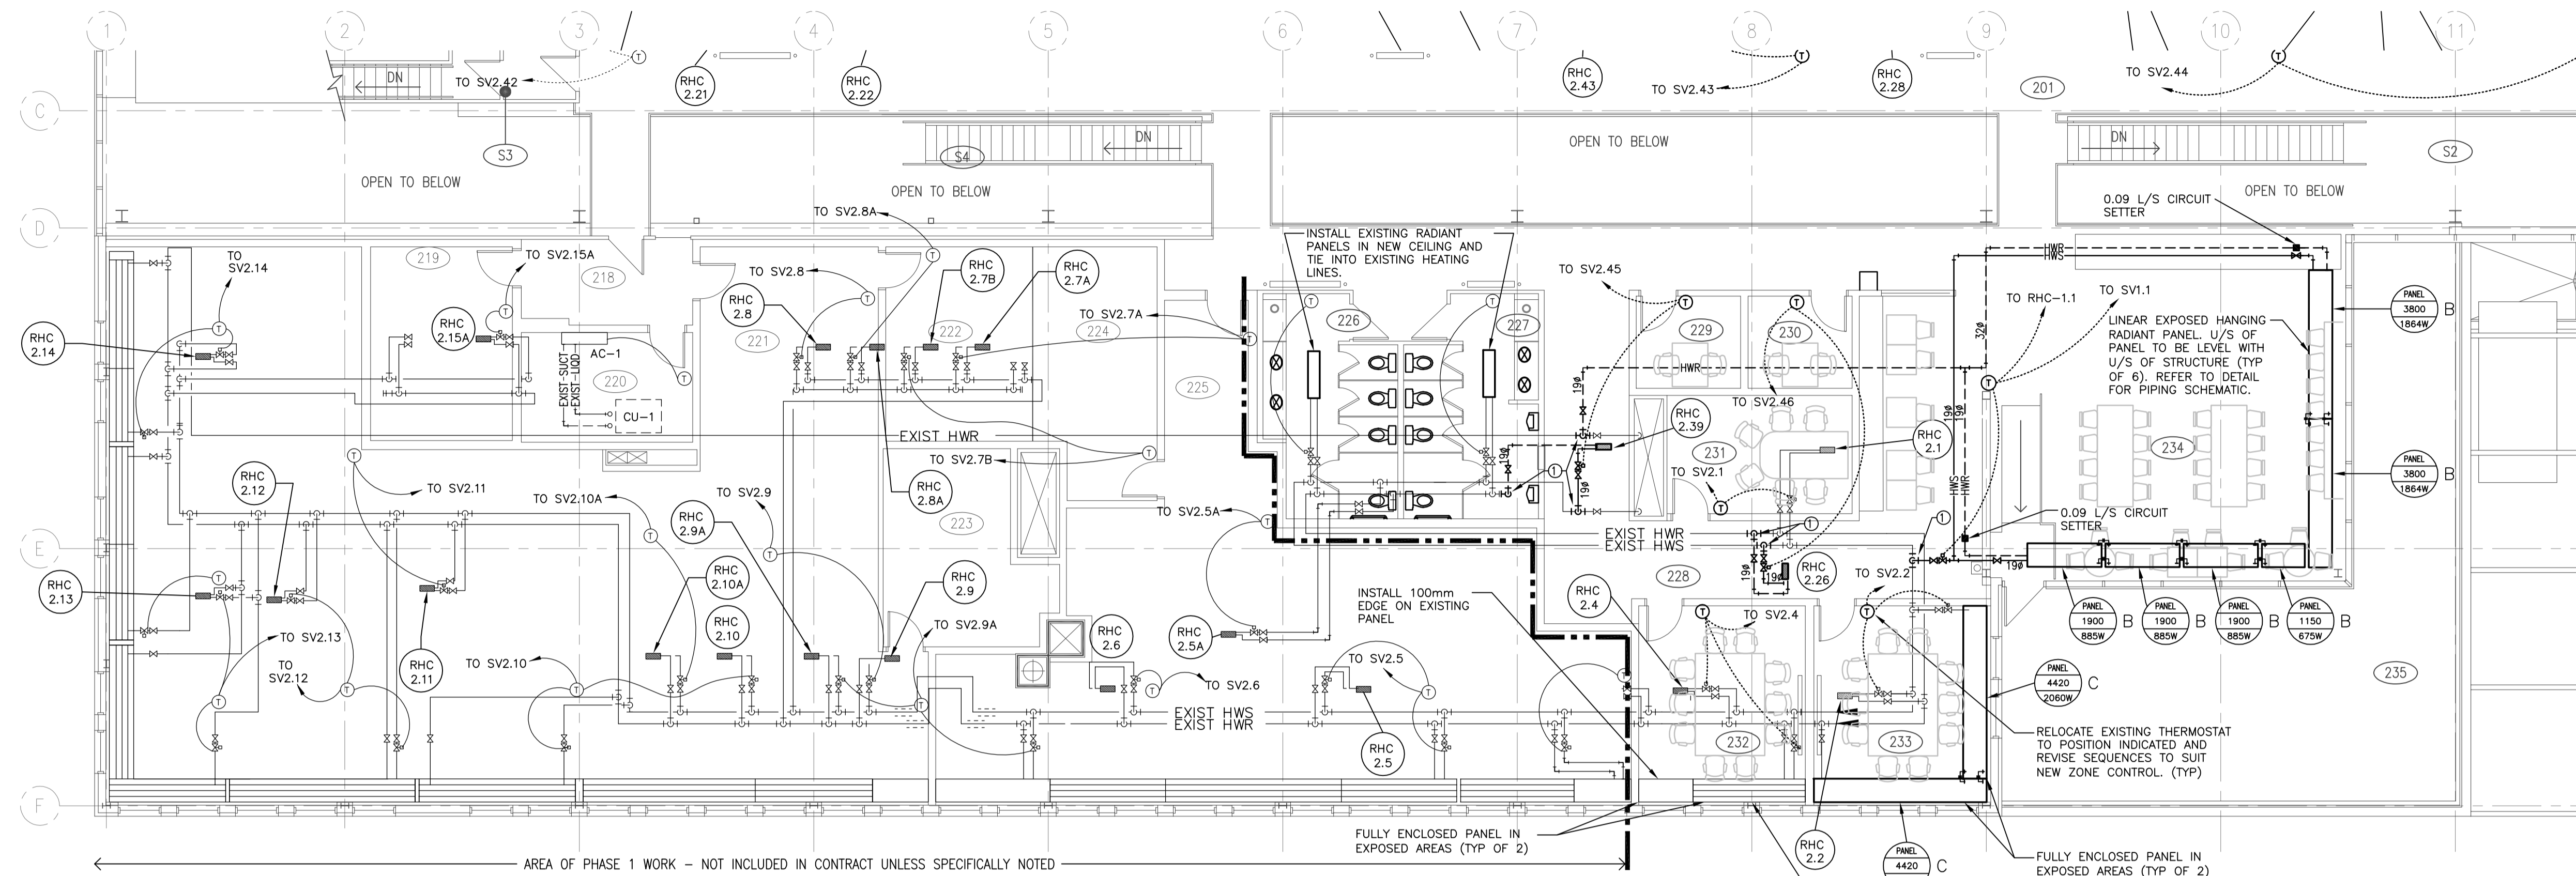 1
2
3
4
5
6
7
8
9
10
11
C
D
E
F
DN
TO SV2.42
RHC
2.21
RHC
2.22
RHC
2.43
TO SV2.43
RHC
2.28
201
TO SV2.44
S3
S4
DN
OPEN TO BELOW
OPEN TO BELOW
OPEN TO BELOW
DN
S2
OPEN TO BELOW
0.09 L/S CIRCUIT
SETTER
TO SV2.8A
TO
SV2.14
219
TO SV2.15A
218
TO SV2.8
RHC
2.7B
RHC
2.7A
RHC
2.8
TO SV2.7A
INSTALL EXISTING RADIANT
PANELS IN NEW CEILING AND
TIE INTO EXISTING HEATING
LINES.
TO SV2.45
HWR
HWS
TO RHC-1.1
TO SV1.1
PANEL
3800
1864W
B
LINEAR EXPOSED HANGING
RADIANT PANEL. U/S OF
PANEL TO BE LEVEL WITH
U/S OF STRUCTURE (TYP
OF 6). REFER TO DETAIL
FOR PIPING SCHEMATIC.
RHC
2.14
RHC
2.15A
AC-1
221
222
224
226
227
229
230
32ø
220
EXIST-SUCT
EXIST-LIQD
CU-1
225
HWR
19ø
TO SV2.46
19ø
19ø
EXIST HWR
RHC
2.39
231
RHC
2.1
234
TO SV2.7B
19ø
1
19ø
TO SV2.1
HWS
HWR
PANEL
3800
1864W
B
RHC
2.12
TO SV2.11
TO SV2.10A
TO SV2.9
RHC
2.8A
RHC
2.9A
223
TO SV2.5A
1
1
0.09 L/S CIRCUIT
SETTER
EXIST HWR
EXIST HWS
19ø
RHC
2.13
RHC
2.10A
RHC
2.9
228
19ø
19ø
RHC
2.26
TO SV2.2
INSTALL 100mm
EDGE ON EXISTING
PANEL
RHC
2.4
TO SV2.4
PANEL
1900
885W
B
PANEL
1900
885W
B
PANEL
1900
885W
B
PANEL
1150
675W
B
TO SV2.13
RHC
2.10
TO SV2.9A
RHC
2.6
RHC
2.5A
TO
SV2.12
RHC
2.11
TO SV2.10
TO SV2.5
TO SV2.6
PANEL
4420
2060W
C
235
EXIST HWS
EXIST HWR
RHC
2.5
232
233
RELOCATE EXISTING THERMOSTAT
TO POSITION INDICATED AND
REVISE SEQUENCES TO SUIT
NEW ZONE CONTROL. (TYP)
FULLY ENCLOSED PANEL IN
EXPOSED AREAS (TYP OF 2)
RHC
2.2
PANEL
4420
C
FULLY ENCLOSED PANEL IN
EXPOSED AREAS (TYP OF 2)
AREA OF PHASE 1 WORK – NOT INCLUDED IN CONTRACT UNLESS SPECIFICALLY NOTED